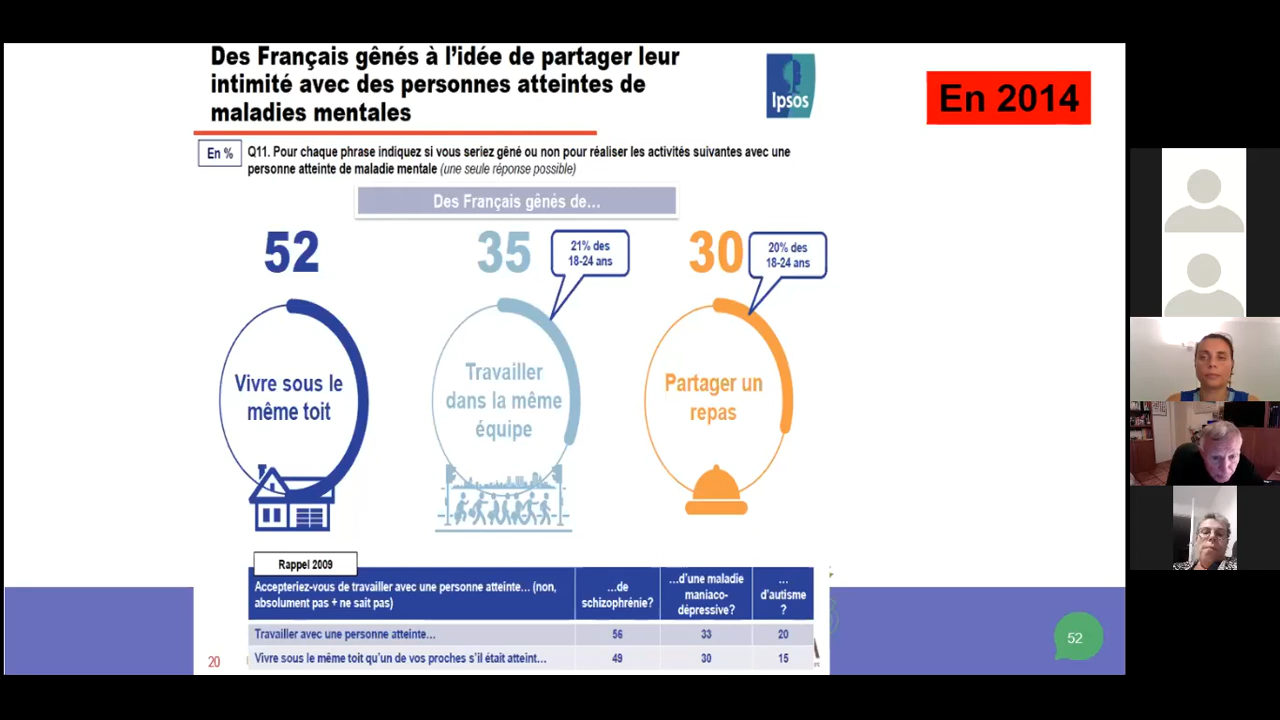 Des Français gênés à l’idée de partager leur
intimité avec des personnes atteintes de
maladies mentales
Ipsos
En 2014
En %
Q11. Pour chaque phrase indiquez si vous seriez gêné ou non pour réaliser les activités suivantes avec une
personne atteinte de maladie mentale (une seule réponse possible)
Des Français gênés de...
52
35
21% des
18-24 ans
30
20% des
18-24 ans
Vivre sous le
même toit
Travailler
dans la même
équipe
Partager un
repas
Rappel 2009
Accepteriez-vous de travailler avec une personne atteinte... (non,
absolument pas + ne sait pas)
...de
schizophrénie?
...d'une maladie
maniaco-
dépressive?
...
d'autisme
?
Travailler avec une personne atteinte... 56 33 20
Vivre sous le même toit qu'un de vos proches s'il était atteint... 49 30 15
20
52